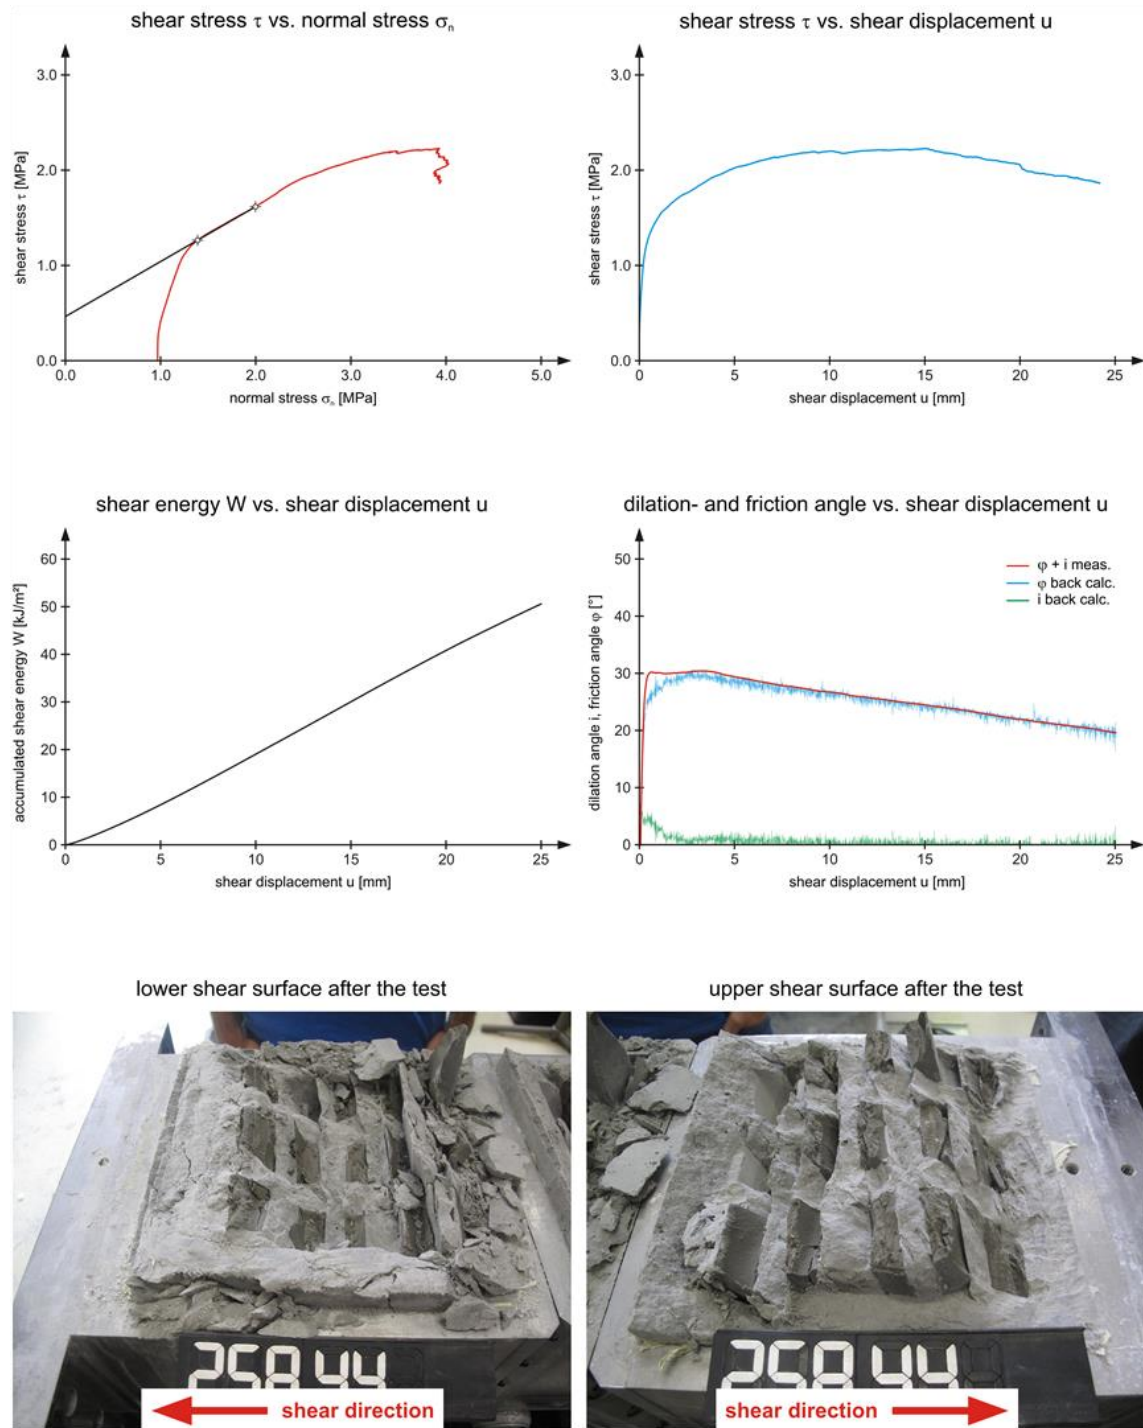 shear stress τ vs. normal stress σₙ
shear stress τ vs. shear displacement u
3.0
2.0
1.0
0.0
shear stress τ [MPa]
0.0 1.0 2.0 3.0 4.0 5.0
normal stress σₙ [MPa]
3.0
2.0
1.0
0.0
shear stress τ [MPa]
0 5 10 15 20 25
shear displacement u [mm]
shear energy W vs. shear displacement u
dilation- and friction angle vs. shear displacement u
60
50
40
30
20
10
0
accumulated shear energy W [kJ/m²]
0 5 10 15 20 25
shear displacement u [mm]
50
40
30
20
10
0
dilation angle i, friction angle φ [°]
φ + i meas.
φ back calc.
i back calc.
0 5 10 15 20 25
shear displacement u [mm]
lower shear surface after the test
upper shear surface after the test
258.44
shear direction
258.44
shear direction